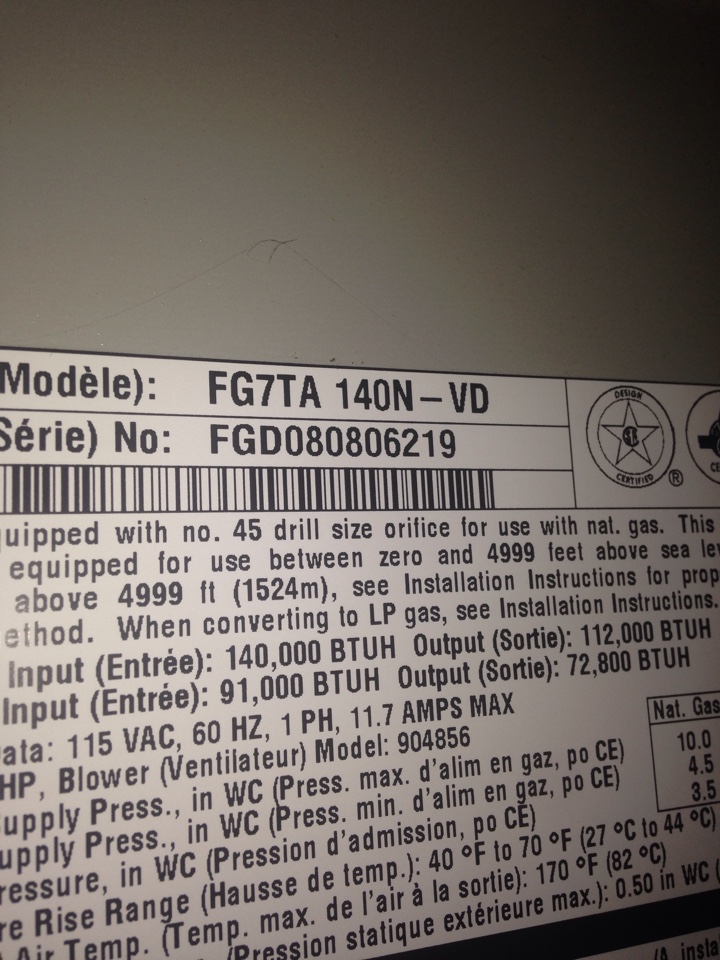 Modèle): FG7TA 140N-VD
Série) No: FGD080806219
DESIGN
CERTIFIED
®
equipped with no. 45 drill size orifice for use with nat. gas. This
equipped for use between zero and 4999 feet above sea lev
above 4999 ft (1524m), see Installation Instructions for prop
ethod. When converting to LP gas, see Installation Instructions.
Input (Entrée): 140,000 BTUH Output (Sortie): 112,000 BTUH
Input (Entrée): 91,000 BTUH Output (Sortie): 72,800 BTUH
ata: 115 VAC, 60 HZ, 1 PH, 11.7 AMPS MAX
HP, Blower (Ventilateur) Model: 904856
Nat. Gas
upply Press., in WC (Press. max. d'alim en gaz, po CE) 10.0
upply Press., in WC (Press. min. d'alim en gaz, po CE) 4.5
ressure, in WC (Pression d'admission, po CE) 3.5
re Rise Range (Hausse de temp.): 40 °F to 70 °F (27 °C to 44 °C)
Air Temp. (Temp. max. de l'air à la sortie): 170 °F (82 °C)
(Pression statique extérieure max.): 0.50 in WC (